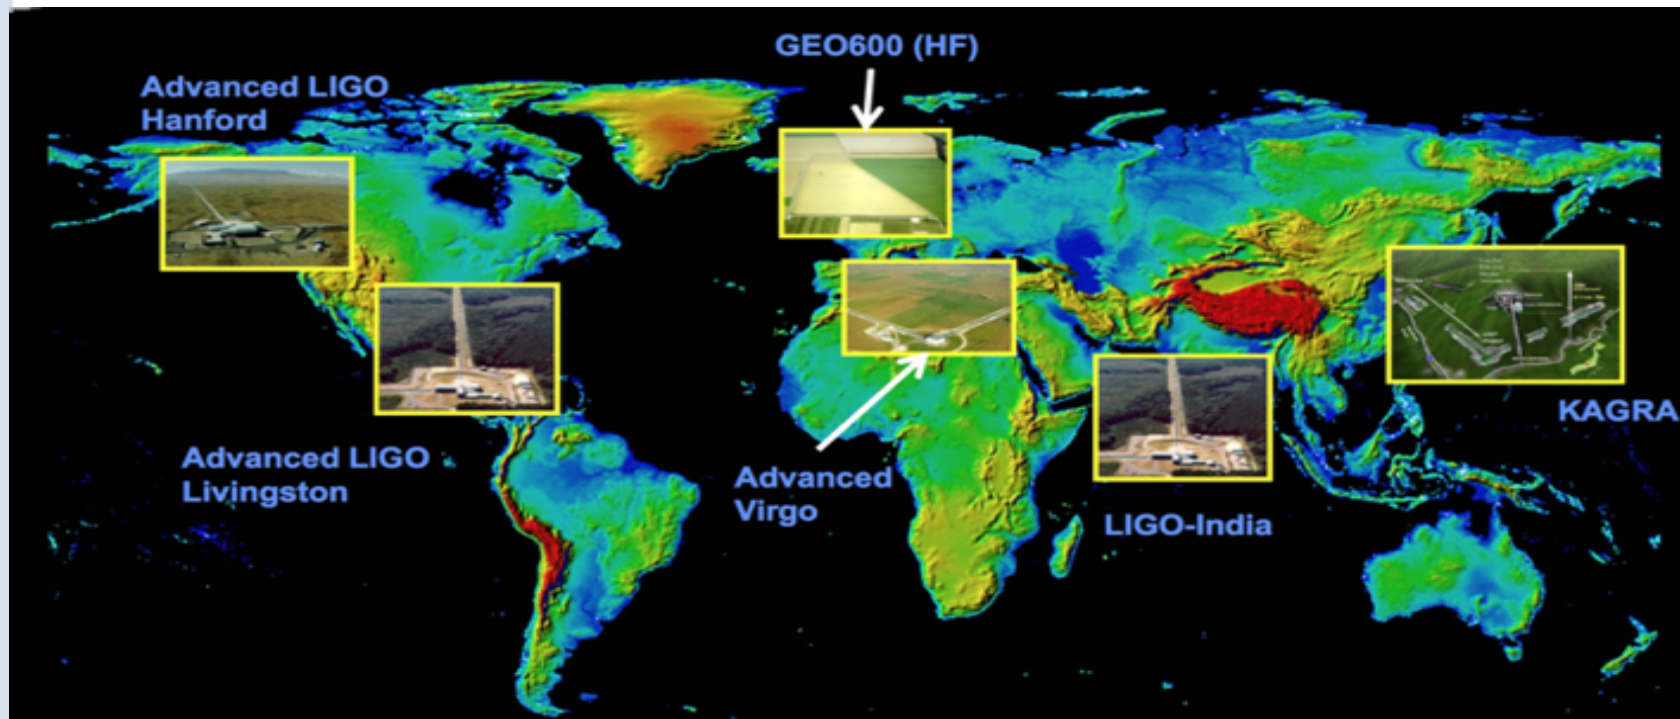 GEO600 (HF)
Advanced LIGO
Hanford
KAGRA
Advanced LIGO
Livingston
Advanced
Virgo
LIGO-India